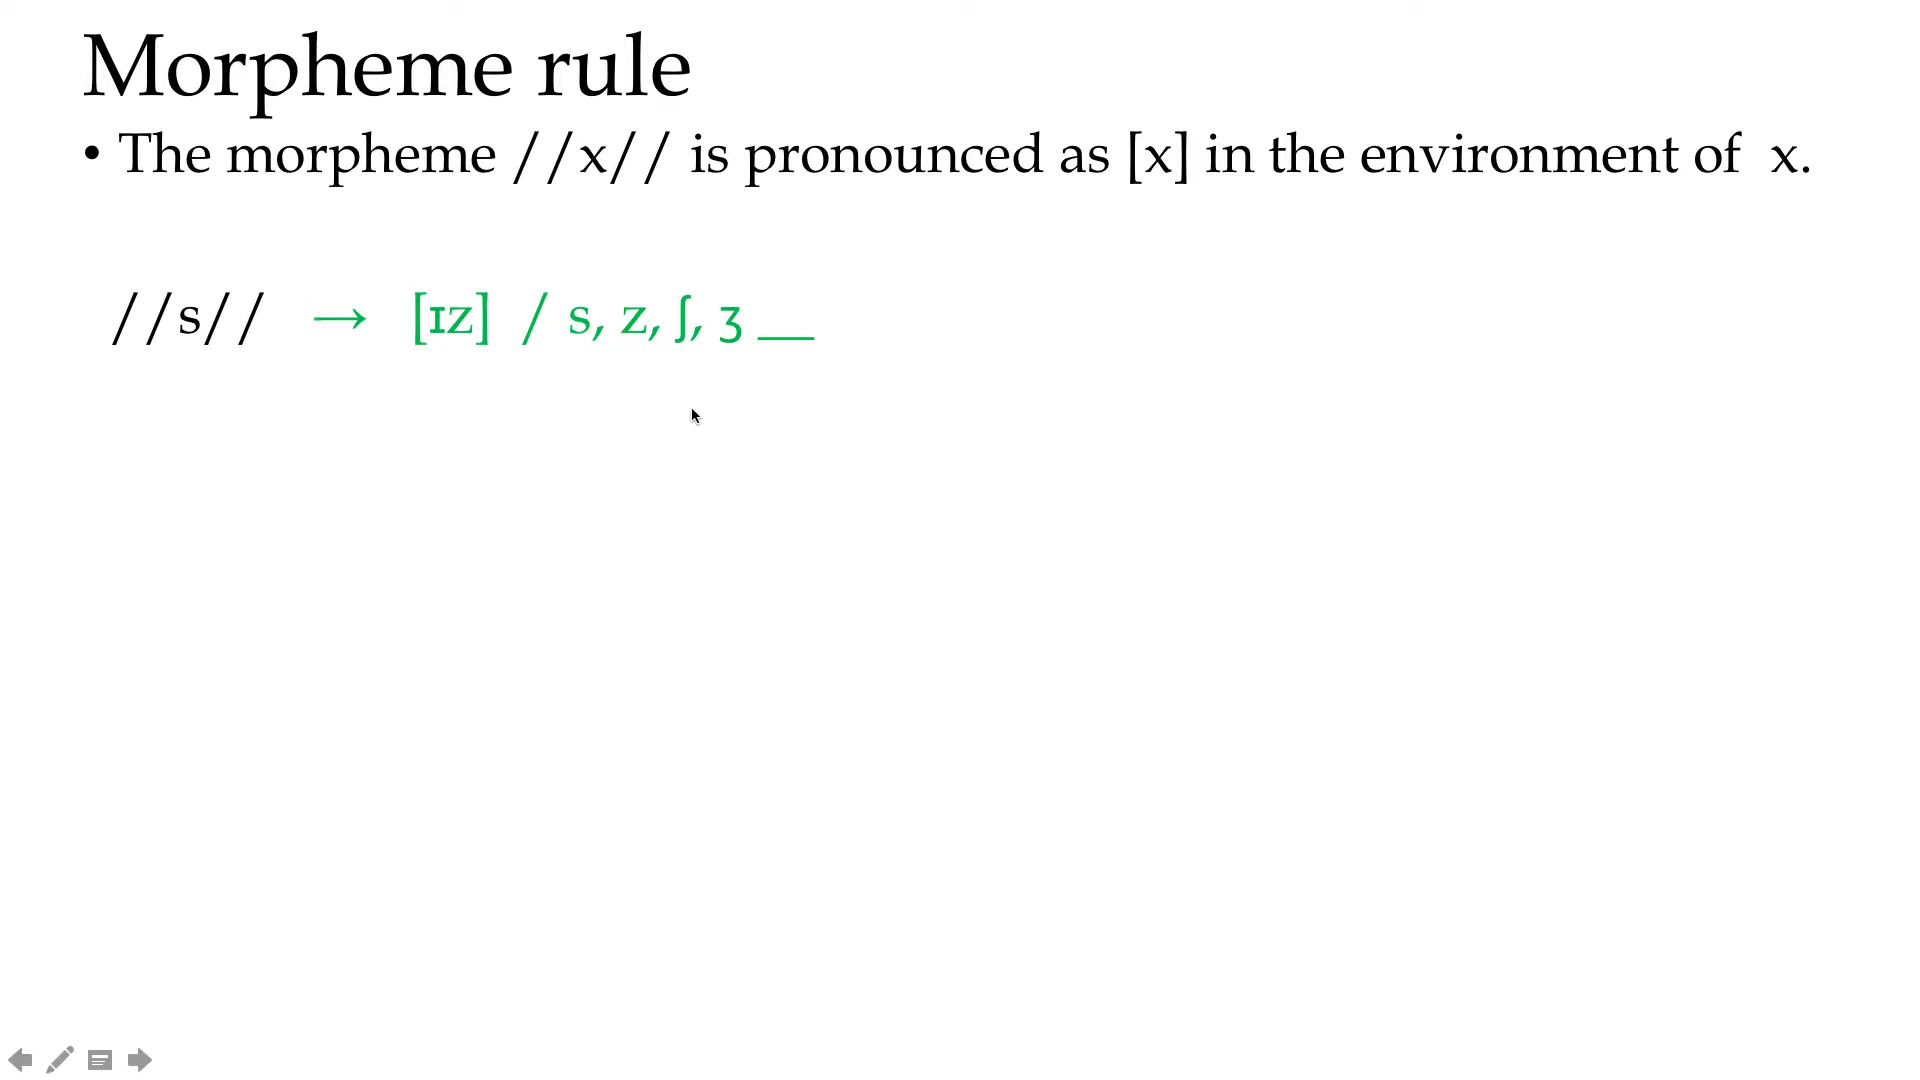 Morpheme rule
• The morpheme //x// is pronounced as [x] in the environment of x.
//s// → [ɪz] / s, z, ʃ, ʒ __